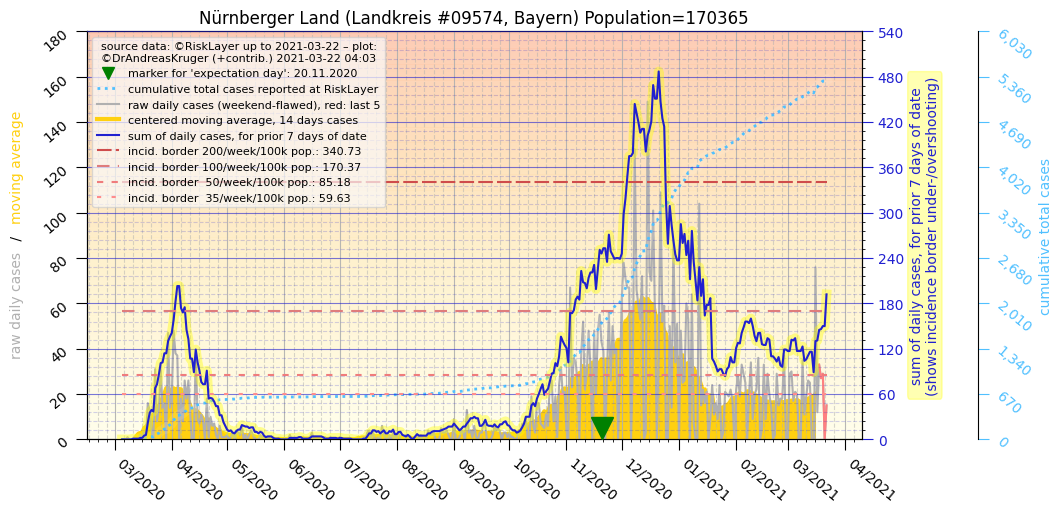 Nürnberger Land (Landkreis #09574, Bayern) Population=170365
source data: ©RiskLayer up to 2021-03-22 – plot:
©DrAndreasKruger (+contrib.) 2021-03-22 04:03
marker for 'expectation day': 20.11.2020
cumulative total cases reported at RiskLayer
raw daily cases (weekend-flawed), red: last 5
centered moving average, 14 days cases
sum of daily cases, for prior 7 days of date
incid. border 200/week/100k pop.: 340.73
incid. border 100/week/100k pop.: 170.37
incid. border  50/week/100k pop.: 85.18
incid. border  35/week/100k pop.: 59.63
raw daily cases / moving average
180
160
140
120
100
80
60
40
20
0
03/2020
04/2020
05/2020
06/2020
07/2020
08/2020
09/2020
10/2020
11/2020
12/2020
01/2021
02/2021
03/2021
04/2021
540
480
420
360
300
240
180
120
60
0
sum of daily cases, for prior 7 days of date
(shows incidence border under-/overshooting)
6,030
5,360
4,690
4,020
3,350
2,680
2,010
1,340
670
0
cumulative total cases